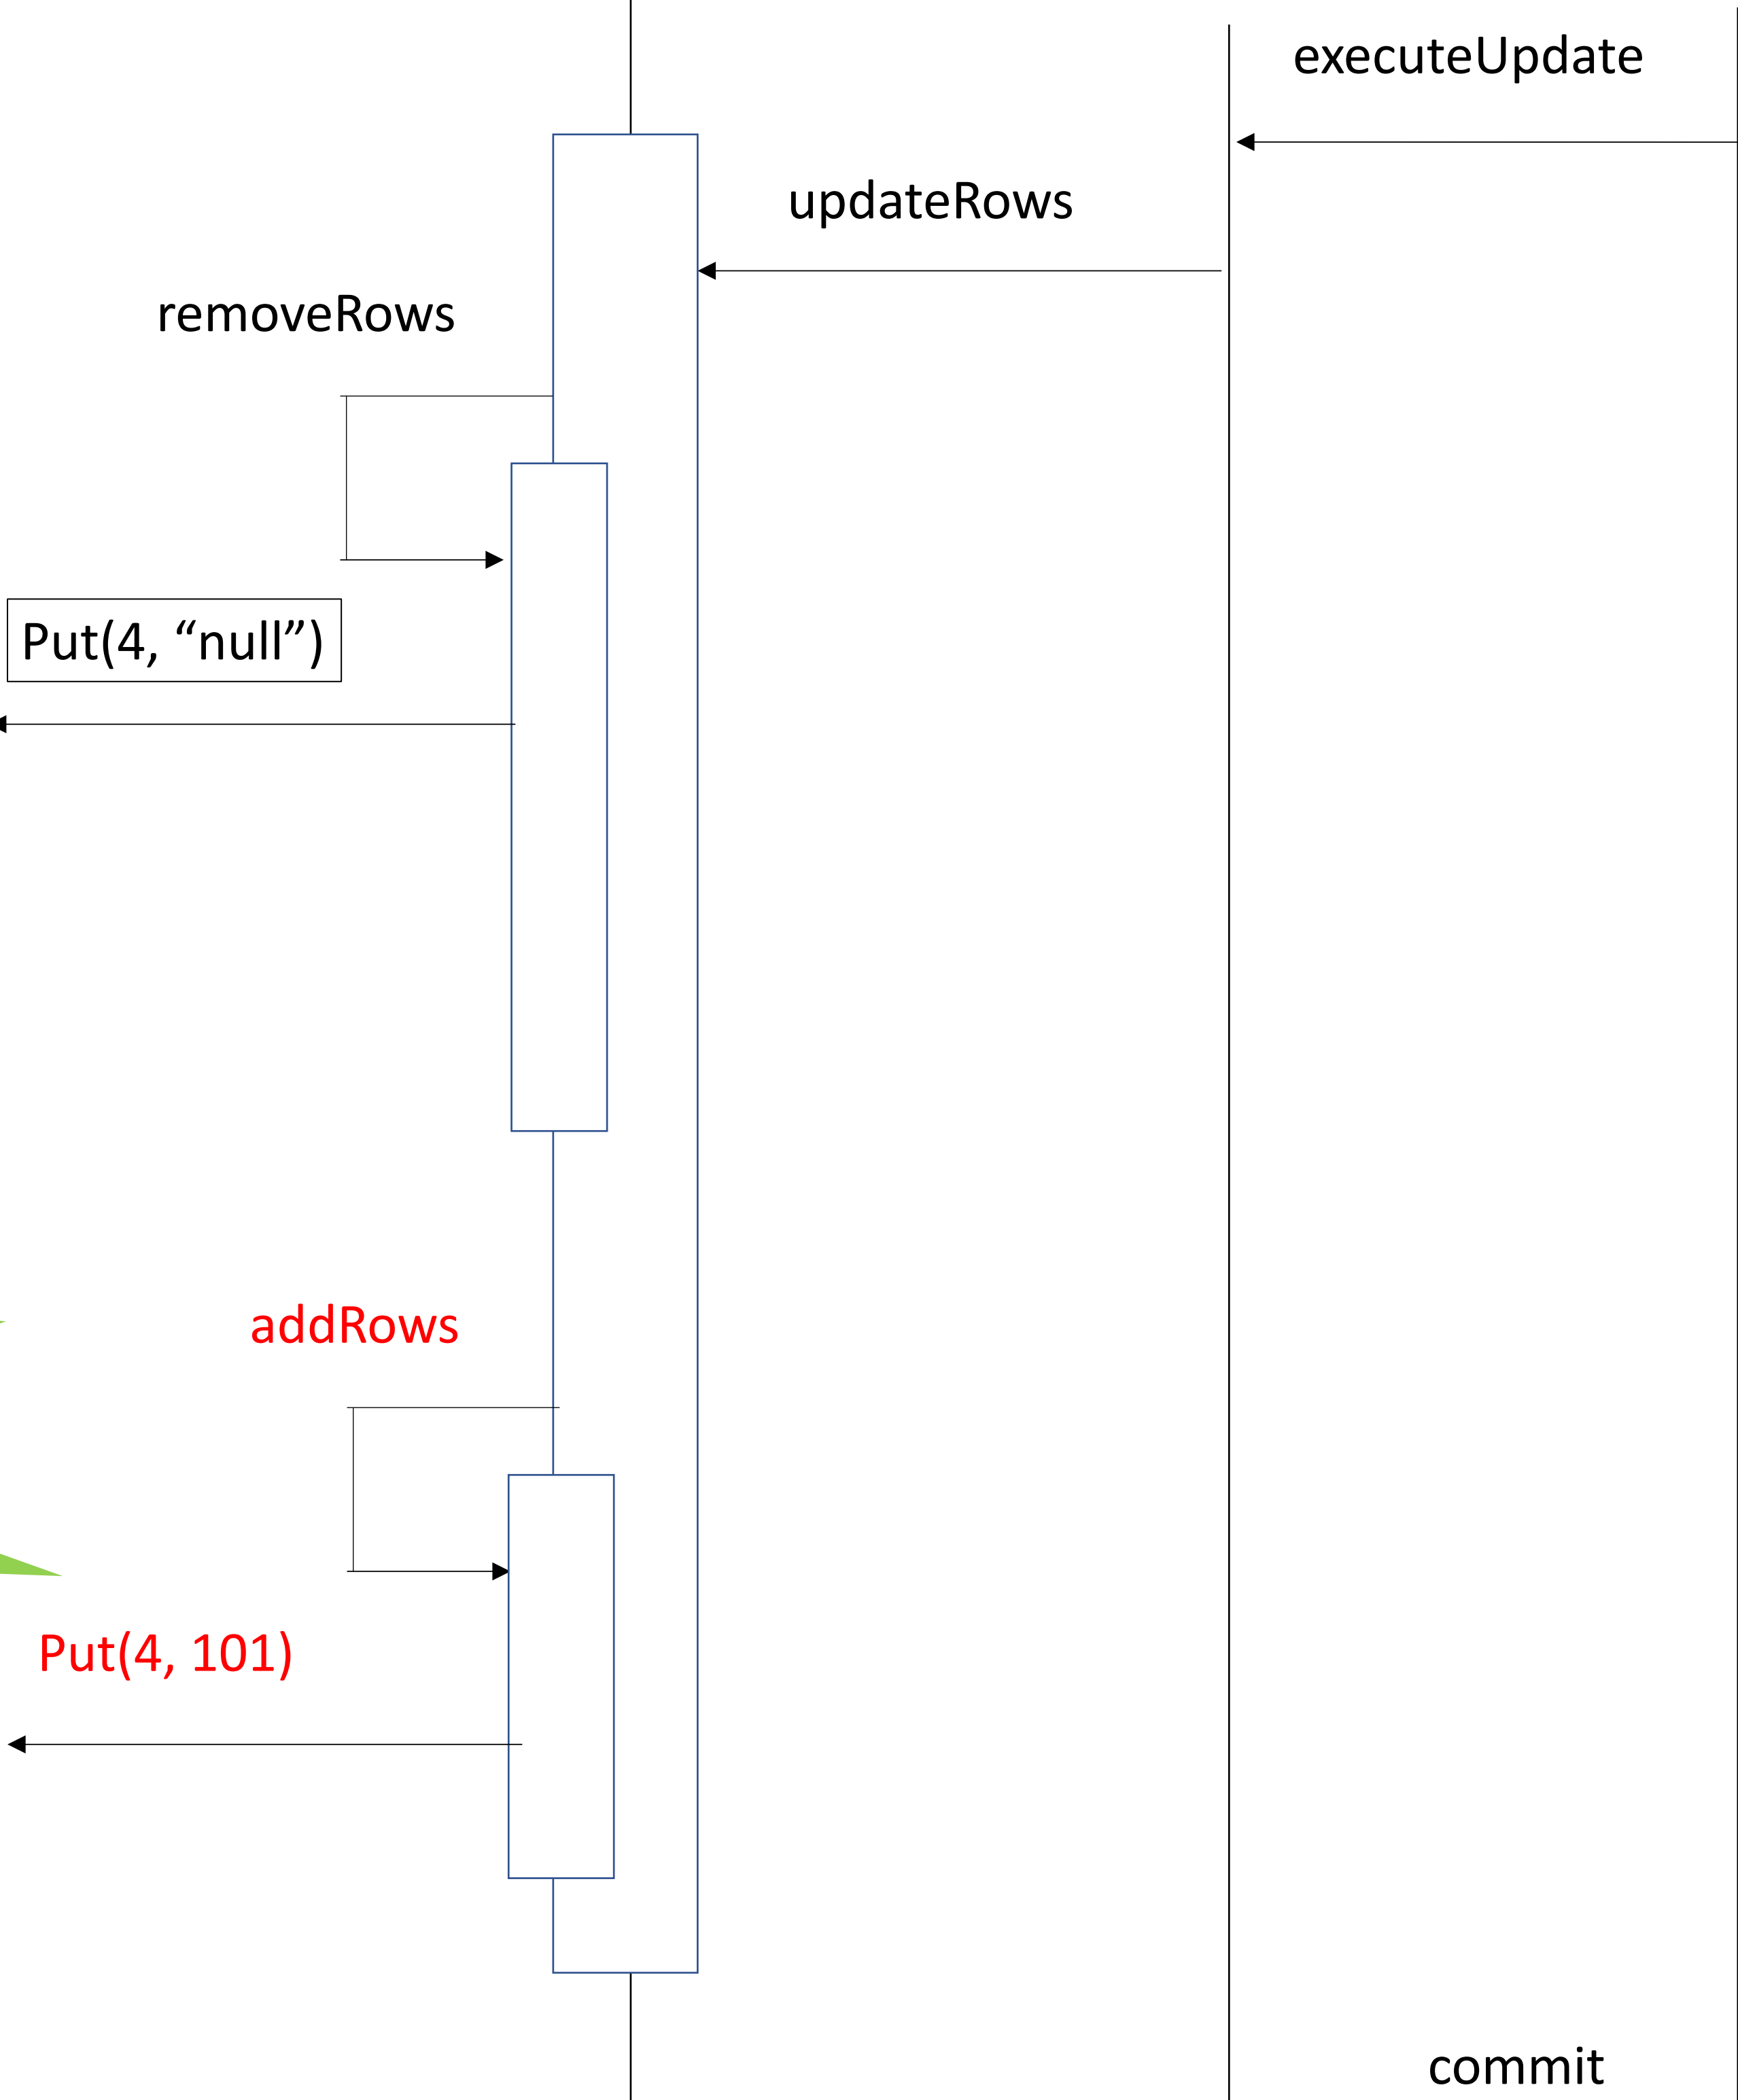 executeUpdate
updateRows
removeRows
Put(4, “null”)
addRows
Put(4, 101)
commit